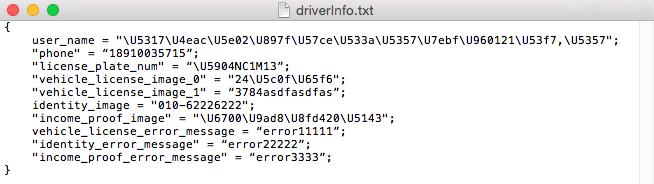 driverInfo.txt
{
user_name = "\U5317\U4eac\U5e02\U897f\U57ce\U533a\U5357\U7ebf\U960121\U53f7,\U5357";
"phone" = “18910035715”;
"license_plate_num" = “\U5904NC1M13”;
"vehicle_license_image_0" = "24\U5c0f\U65f6";
"vehicle_license_image_1" = “3784asdfasdfas”;
identity_image = "010-62226222";
"income_proof_image" = "\U6700\U9ad8\U8fd420\U5143";
vehicle_license_error_message = “error11111”;
"identity_error_message" = “error22222”;
"income_proof_error_message" = “error3333”;
}